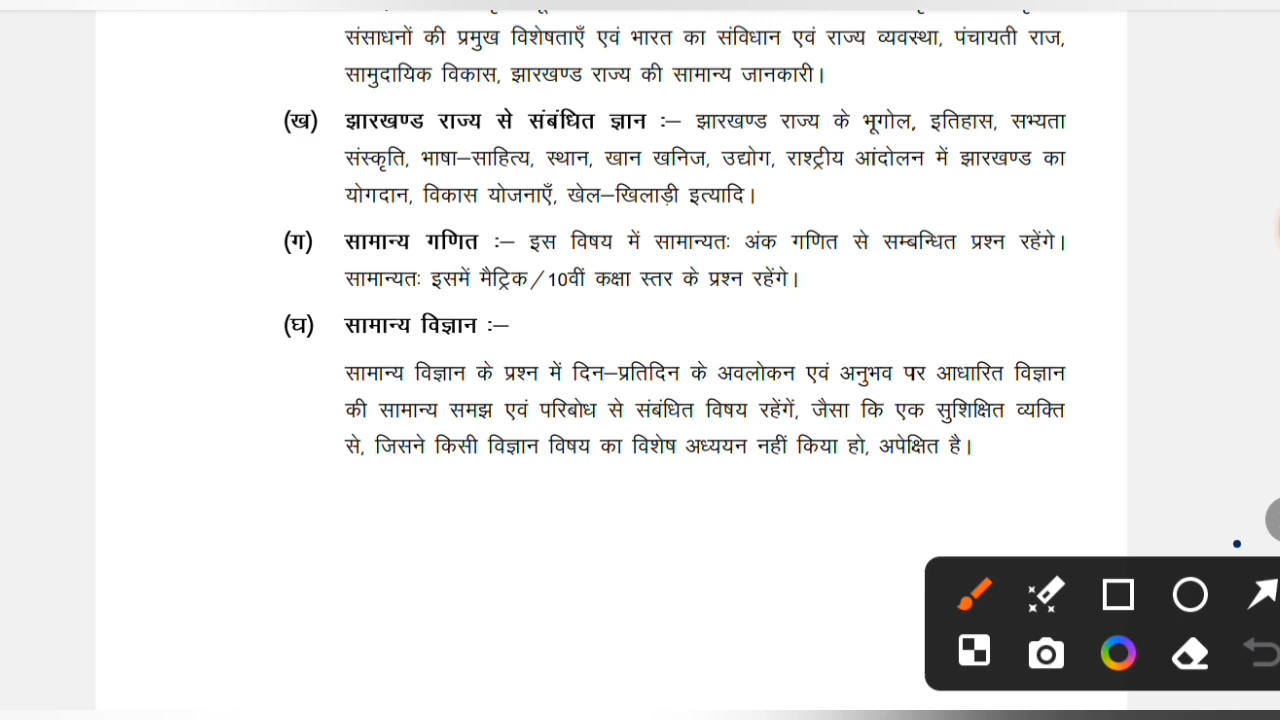 संसाधनों की प्रमुख विशेषताएँ एवं भारत का संविधान एवं राज्य व्यवस्था, पंचायती राज,
सामुदायिक विकास, झारखण्ड राज्य की सामान्य जानकारी।
(ख) झारखण्ड राज्य से संबंधित ज्ञान :– झारखण्ड राज्य के भूगोल, इतिहास, सभ्यता
संस्कृति, भाषा–साहित्य, स्थान, खान खनिज, उद्योग, राश्ट्रीय आंदोलन में झारखण्ड का
योगदान, विकास योजनाएँ, खेल–खिलाड़ी इत्यादि।
(ग) सामान्य गणित :– इस विषय में सामान्यतः अंक गणित से सम्बन्धित प्रश्न रहेंगे।
सामान्यतः इसमें मैट्रिक/10वीं कक्षा स्तर के प्रश्न रहेंगे।
(घ) सामान्य विज्ञान :–
सामान्य विज्ञान के प्रश्न में दिन–प्रतिदिन के अवलोकन एवं अनुभव पर आधारित विज्ञान
की सामान्य समझ एवं परिबोध से संबंधित विषय रहेंगें, जैसा कि एक सुशिक्षित व्यक्ति
से, जिसने किसी विज्ञान विषय का विशेष अध्ययन नहीं किया हो, अपेक्षित है।